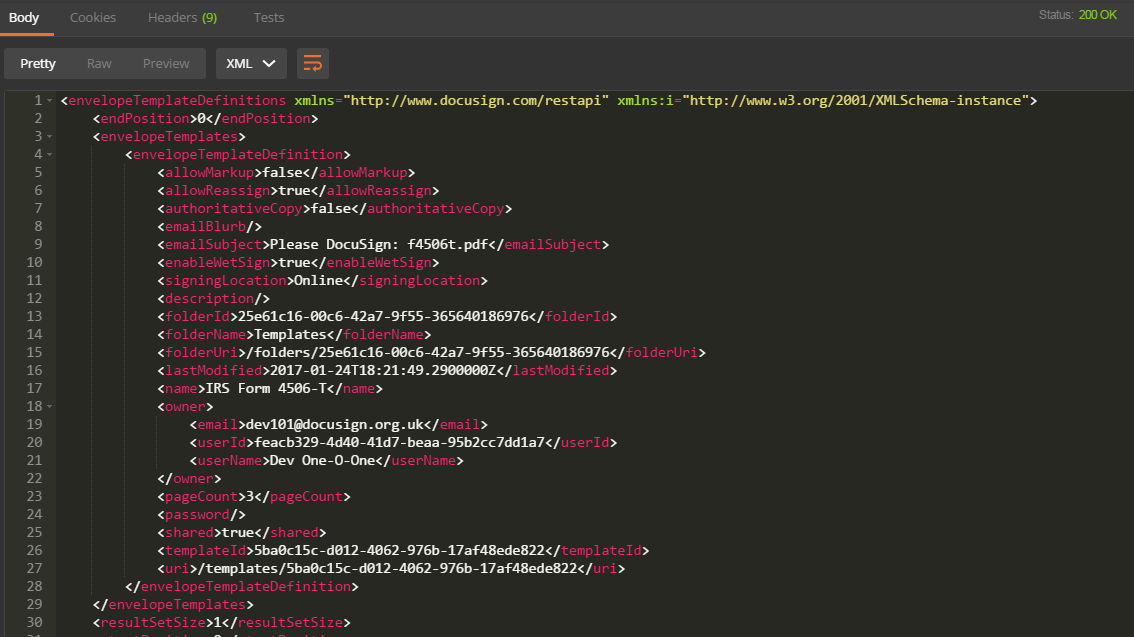 Body Cookies Headers (9) Tests Status: 200 OK
Pretty Raw Preview XML
1 <envelopeTemplateDefinitions xmlns="http://www.docusign.com/restapi" xmlns:i="http://www.w3.org/2001/XMLSchema-instance">
2 <endPosition>0</endPosition>
3 <envelopeTemplates>
4 <envelopeTemplateDefinition>
5 <allowMarkup>false</allowMarkup>
6 <allowReassign>true</allowReassign>
7 <authoritativeCopy>false</authoritativeCopy>
8 <emailBlurb/>
9 <emailSubject>Please DocuSign: f4506t.pdf</emailSubject>
10 <enableWetSign>true</enableWetSign>
11 <signingLocation>Online</signingLocation>
12 <description/>
13 <folderId>25e61c16-00c6-42a7-9f55-365640186976</folderId>
14 <folderName>Templates</folderName>
15 <folderUri>/folders/25e61c16-00c6-42a7-9f55-365640186976</folderUri>
16 <lastModified>2017-01-24T18:21:49.2900000Z</lastModified>
17 <name>IRS Form 4506-T</name>
18 <owner>
19 <email>dev101@docusign.org.uk</email>
20 <userId>feacb329-4d40-41d7-beaa-95b2cc7dd1a7</userId>
21 <userName>Dev One-O-One</userName>
22 </owner>
23 <pageCount>3</pageCount>
24 <password/>
25 <shared>true</shared>
26 <templateId>5ba0c15c-d012-4062-976b-17af48ede822</templateId>
27 <uri>/templates/5ba0c15c-d012-4062-976b-17af48ede822</uri>
28 </envelopeTemplateDefinition>
29 </envelopeTemplates>
30 <resultSetSize>1</resultSetSize>